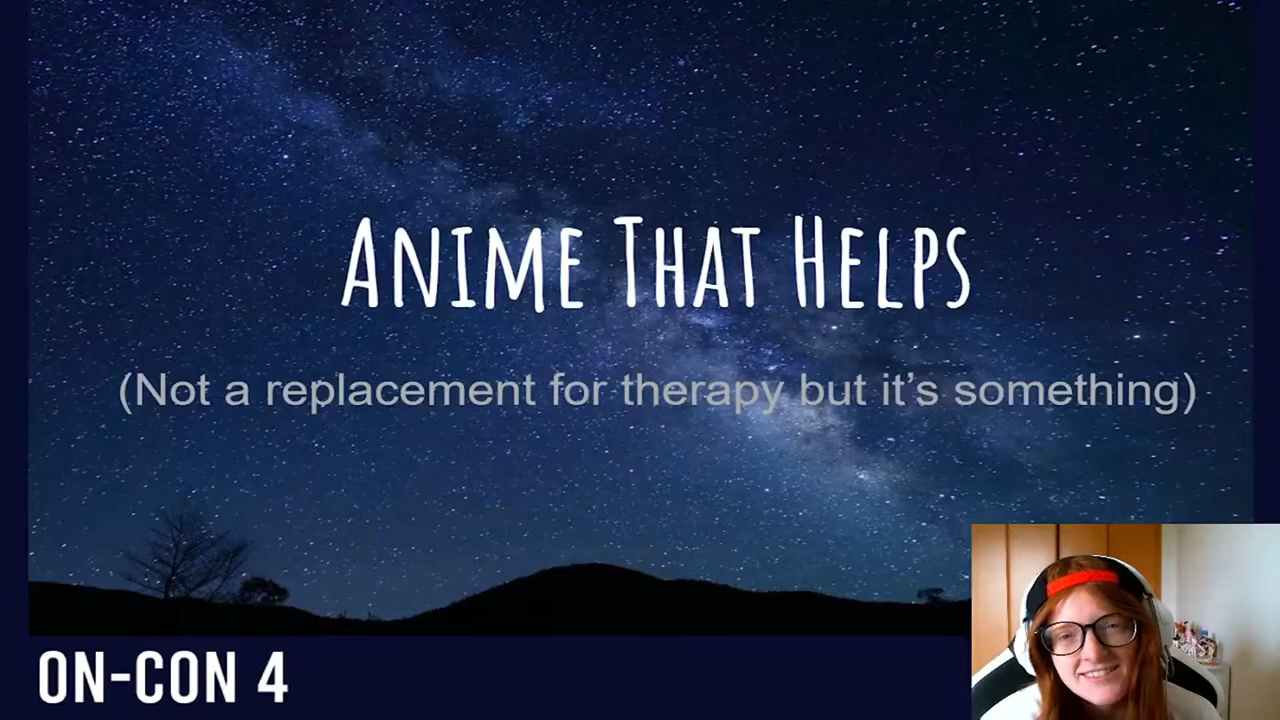 ANIME THAT HELPS
(Not a replacement for therapy but it's something)
ON-CON 4